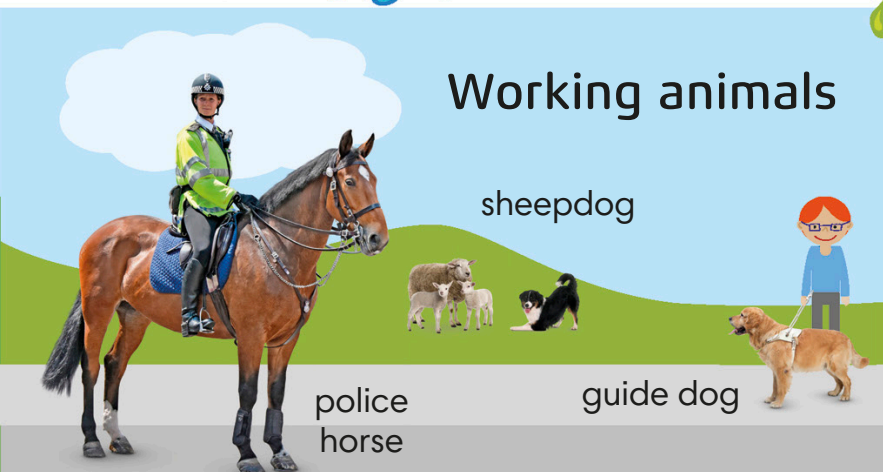 Working animals
sheepdog
guide dog
police
horse